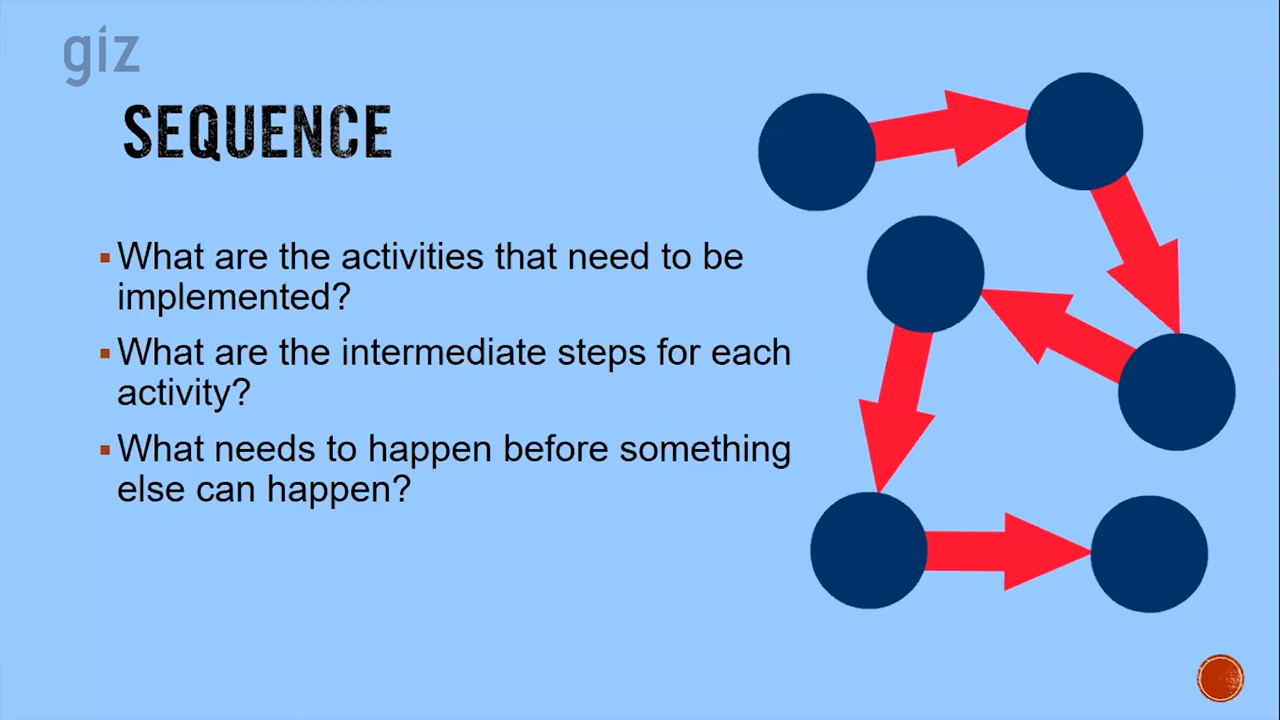 giz
SEQUENCE
What are the activities that need to be
implemented?
What are the intermediate steps for each
activity?
What needs to happen before something
else can happen?